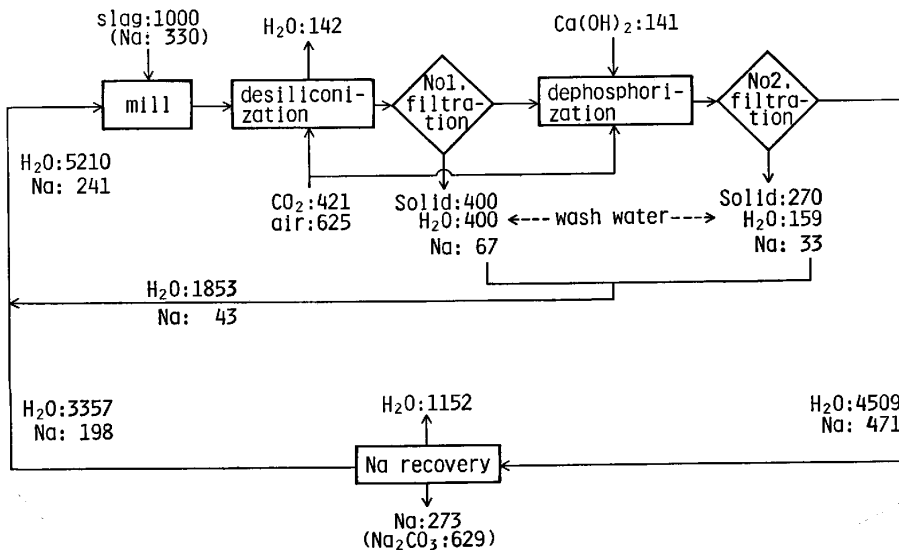 slag:1000
(Na: 330)
H₂O:142
Ca(OH)₂:141
mill
desiliconi-
zation
No1.
filtra-
tion
dephosphori-
zation
No2.
filtra-
tion
H₂O:5210
Na: 241
CO₂:421
air:625
Solid:400
H₂O:400
Na: 67
wash water
Solid:270
H₂O:159
Na: 33
H₂O:1853
Na: 43
H₂O:3357
Na: 198
H₂O:1152
H₂O:4509
Na: 471
Na recovery
Na:273
(Na₂CO₃:629)